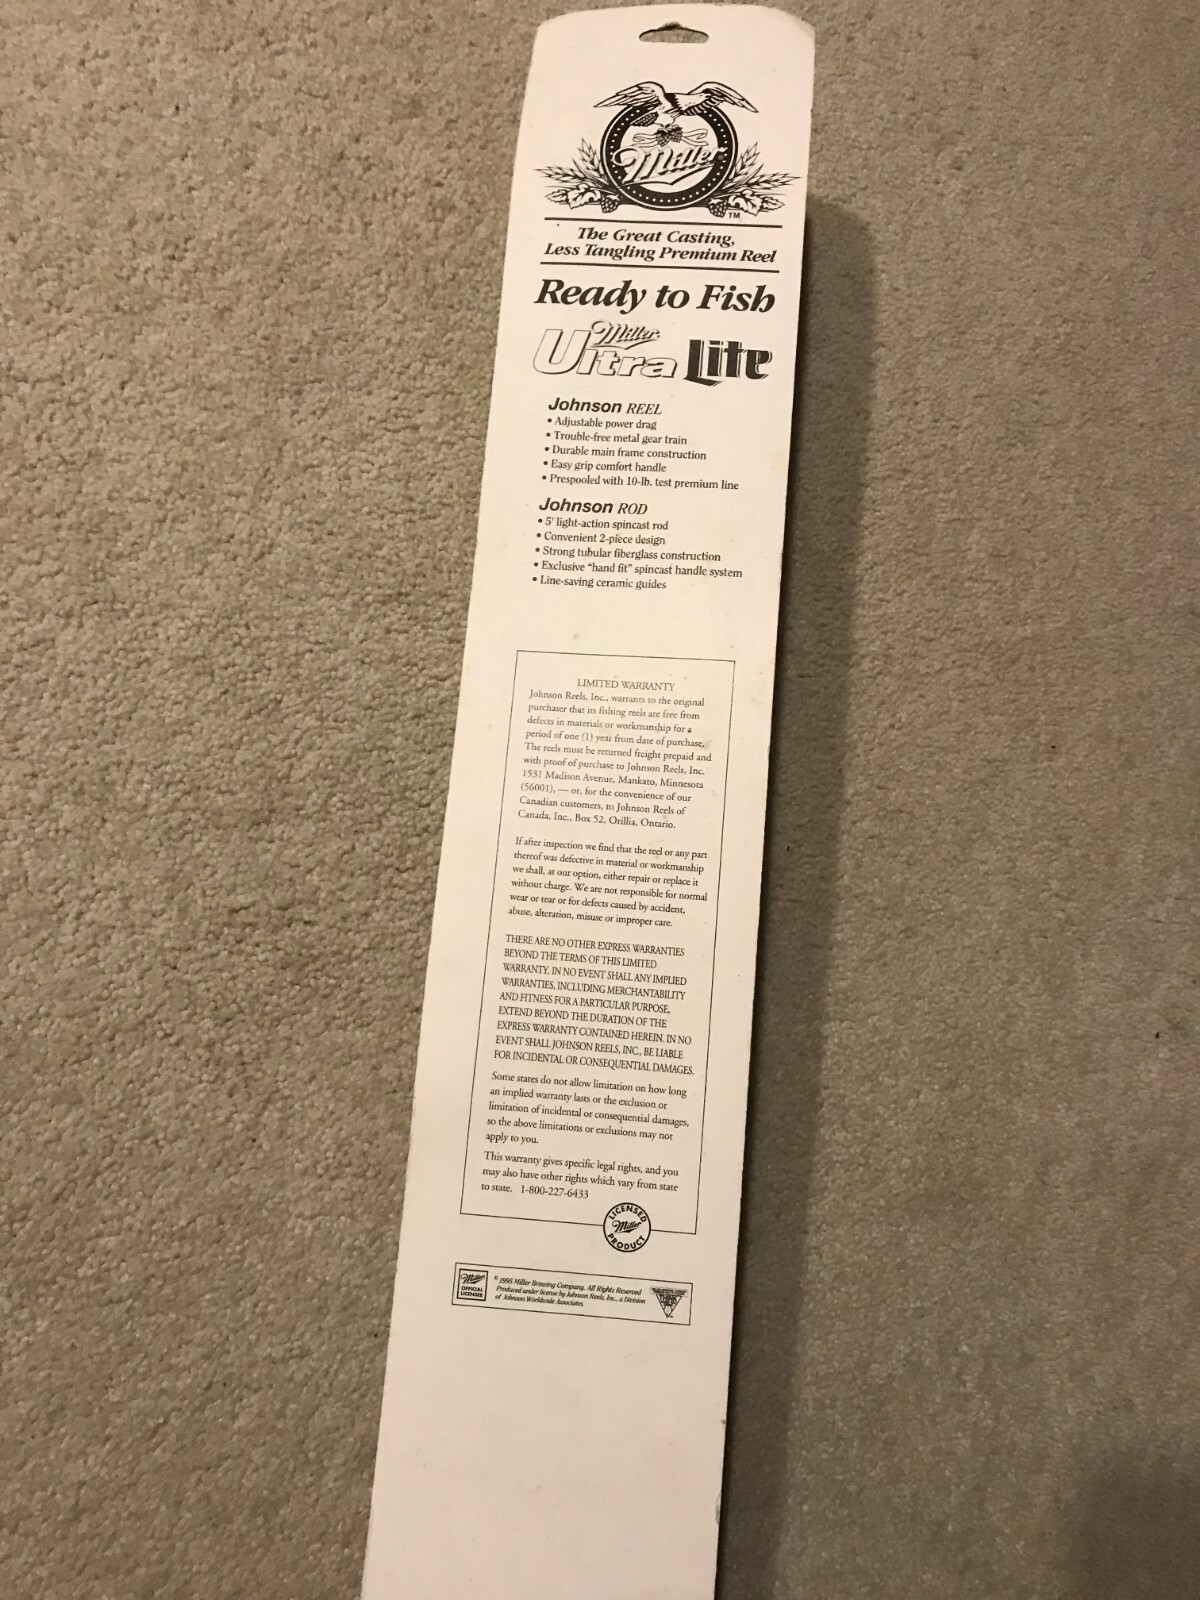 Miller
TM
The Great Casting,
Less Tangling Premium Reel
Ready to Fish
Miller
Ultra Lite
Johnson REEL
• Adjustable power drag
• Trouble-free metal gear train
• Durable main frame construction
• Easy grip comfort handle
• Prespooled with 10-lb. test premium line
Johnson ROD
• 5' light-action spincast rod
• Convenient 2-piece design
• Strong tubular fiberglass construction
• Exclusive "hand fit" spincast handle system
• Line-saving ceramic guides
LIMITED WARRANTY
Johnson Reels, Inc., warrants to the original
purchaser that its fishing reels are free from
defects in materials or workmanship for a
period of one (1) year from date of purchase.
The reels must be returned freight prepaid and
with proof of purchase to Johnson Reels, Inc.
1531 Madison Avenue, Mankato, Minnesota
(56001), — or, for the convenience of our
Canadian customers, to Johnson Reels of
Canada, Inc., Box 52, Orillia, Ontario.
If after inspection we find that the reel or any part
thereof was defective in material or workmanship
we shall, at our option, either repair or replace it
without charge. We are not responsible for normal
wear or tear or for defects caused by accident,
abuse, alteration, misuse or improper care.
THERE ARE NO OTHER EXPRESS WARRANTIES
BEYOND THE TERMS OF THIS LIMITED
WARRANTY, IN NO EVENT SHALL ANY IMPLIED
WARRANTIES, INCLUDING MERCHANTABILITY
AND FITNESS FOR A PARTICULAR PURPOSE,
EXTEND BEYOND THE DURATION OF THE
EXPRESS WARRANTY CONTAINED HEREIN. IN NO
EVENT SHALL JOHNSON REELS, INC., BE LIABLE
FOR INCIDENTAL OR CONSEQUENTIAL DAMAGES.
Some states do not allow limitation on how long
an implied warranty lasts or the exclusion or
limitation of incidental or consequential damages,
so the above limitations or exclusions may not
apply to you.
This warranty gives specific legal rights, and you
may also have other rights which vary from state
to state. 1-800-227-6433
LICENSED
Miller
PRODUCT
Miller
OFFICIAL
LICENSEE
© 1995 Miller Brewing Company. All Rights Reserved
Produced under license by Johnson Reels, Inc., a Division
of Johnson Worldwide Associates.
THINK